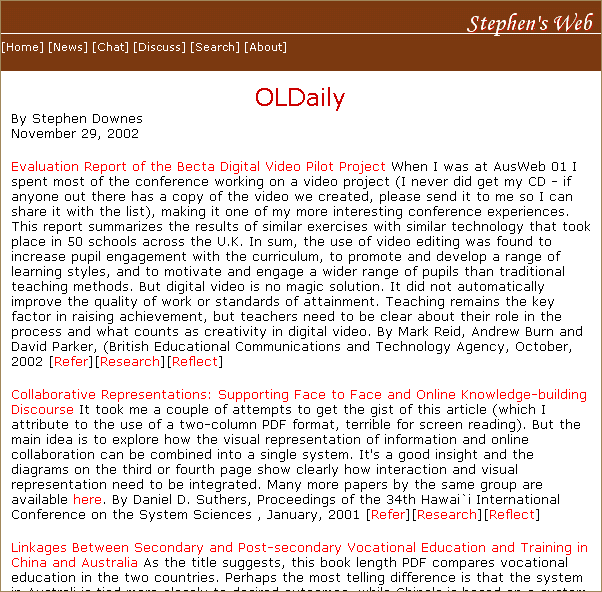 Stephen's Web
[Home] [News] [Chat] [Discuss] [Search] [About]
OLDaily
By Stephen Downes
November 29, 2002
Evaluation Report of the Becta Digital Video Pilot Project When I was at AusWeb 01 I
spent most of the conference working on a video project (I never did get my CD - if
anyone out there has a copy of the video we created, please send it to me so I can
share it with the list), making it one of my more interesting conference experiences.
This report summarizes the results of similar exercises with similar technology that took
place in 50 schools across the U.K. In sum, the use of video editing was found to
increase pupil engagement with the curriculum, to promote and develop a range of
learning styles, and to motivate and engage a wider range of pupils than traditional
teaching methods. But digital video is no magic solution. It did not automatically
improve the quality of work or standards of attainment. Teaching remains the key
factor in raising achievement, but teachers need to be clear about their role in the
process and what counts as creativity in digital video. By Mark Reid, Andrew Burn and
David Parker, (British Educational Communications and Technology Agency, October,
2002 [Refer][Research][Reflect]
Collaborative Representations: Supporting Face to Face and Online Knowledge-building
Discourse It took me a couple of attempts to get the gist of this article (which I
attribute to the use of a two-column PDF format, terrible for screen reading). But the
main idea is to explore how the visual representation of information and online
collaboration can be combined into a single system. It's a good insight and the
diagrams on the third or fourth page show clearly how interaction and visual
representation need to be integrated. Many more papers by the same group are
available here. By Daniel D. Suthers, Proceedings of the 34th Hawai`i International
Conference on the System Sciences , January, 2001 [Refer][Research][Reflect]
Linkages Between Secondary and Post-secondary Vocational Education and Training in
China and Australia As the title suggests, this book length PDF compares vocational
education in the two countries. Perhaps the most telling difference is that the system